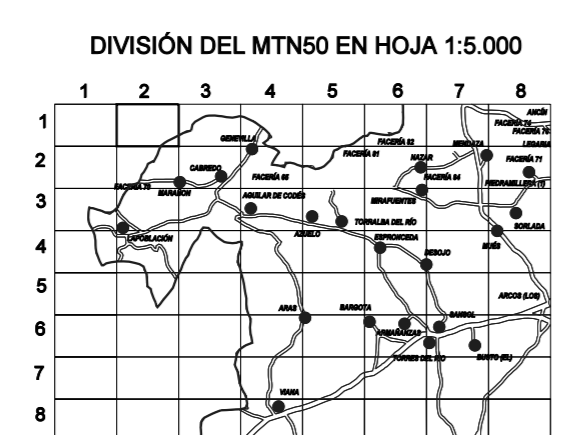 DIVISIÓN DEL MTN50 EN HOJA 1:5.000
1 2 3 4 5 6 7 8
1
ANCÍN
FACERÍA 74
FACERÍA 76
GENEVILLA
FACERÍA 82
MENDAZA
LEGARIA
2
FACERÍA 81
NAZAR
FACERÍA 71
CABREDO
FACERÍA 65
FACERÍA 84
PIEDRAMILLERA (1)
MARAÑON
3
AGUILAR DE CODÉS
MIRAFUENTES
TORRALBA DEL RÍO
SORLADA
AZUELO
4
LAPOBLACIÓN
ESPRONCEDA
MUÉS
DESOJO
5
ARCOS (LOS)
ARAS
BARGOTA
SANSOL
6
ARMAÑANZAS
TORRES DEL RÍO
BUSTO (EL)
7
VIANA
8